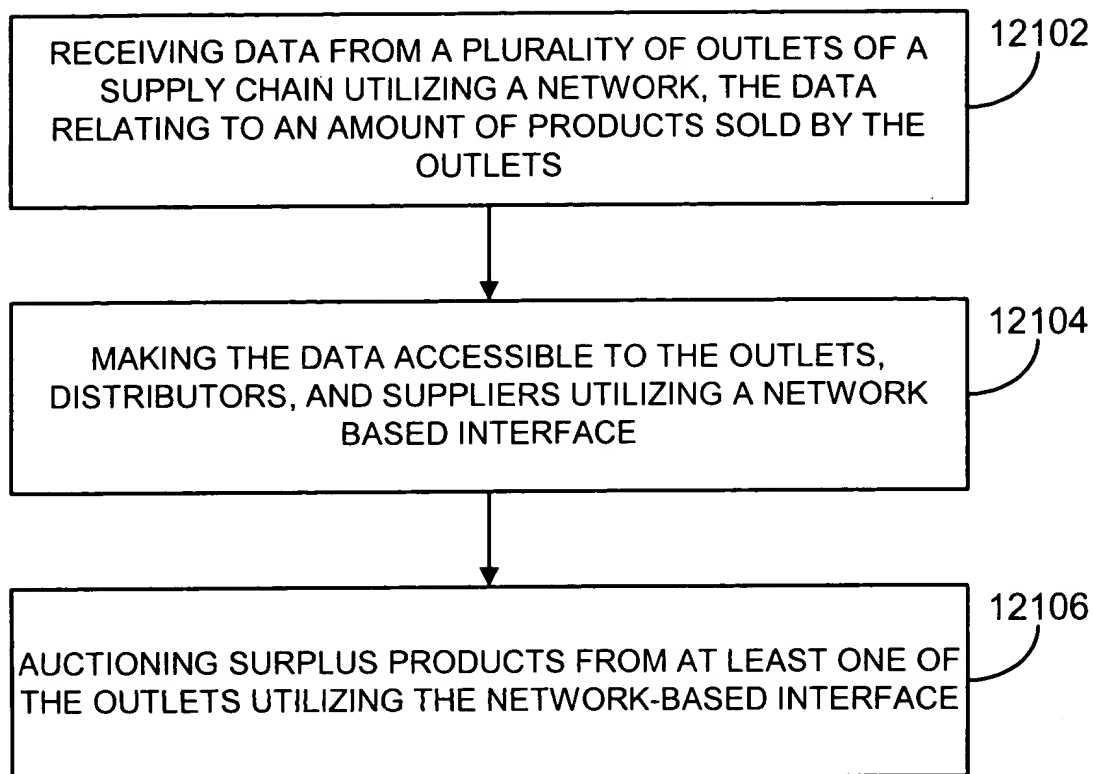 RECEIVING DATA FROM A PLURALITY OF OUTLETS OF A
SUPPLY CHAIN UTILIZING A NETWORK, THE DATA
RELATING TO AN AMOUNT OF PRODUCTS SOLD BY THE
OUTLETS
12102
MAKING THE DATA ACCESSIBLE TO THE OUTLETS,
DISTRIBUTORS, AND SUPPLIERS UTILIZING A NETWORK
BASED INTERFACE
12104
AUCTIONING SURPLUS PRODUCTS FROM AT LEAST ONE OF
THE OUTLETS UTILIZING THE NETWORK-BASED INTERFACE
12106